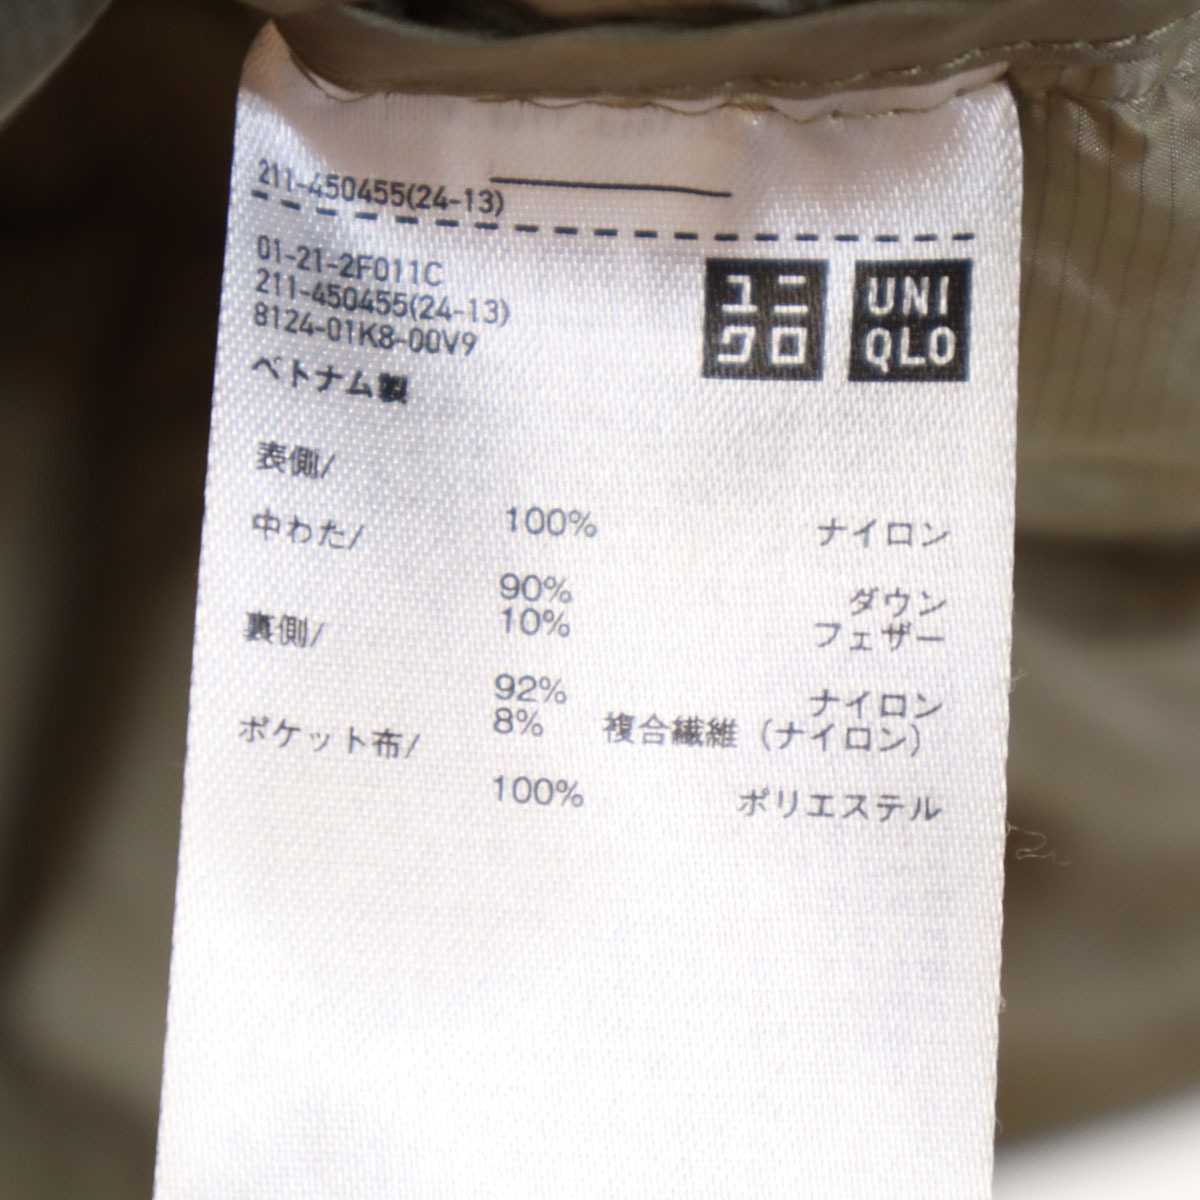 211-450455(24-13)
01-21-2F011C
211-450455(24-13)
8124-01K8-00V9
ベトナム製
ユニ
クロ
UNI
QLO
表側/
100% ナイロン
中わた/
90% ダウン
10% フェザー
裏側/
92% ナイロン
8% 複合繊維（ナイロン）
ポケット布/
100% ポリエステル